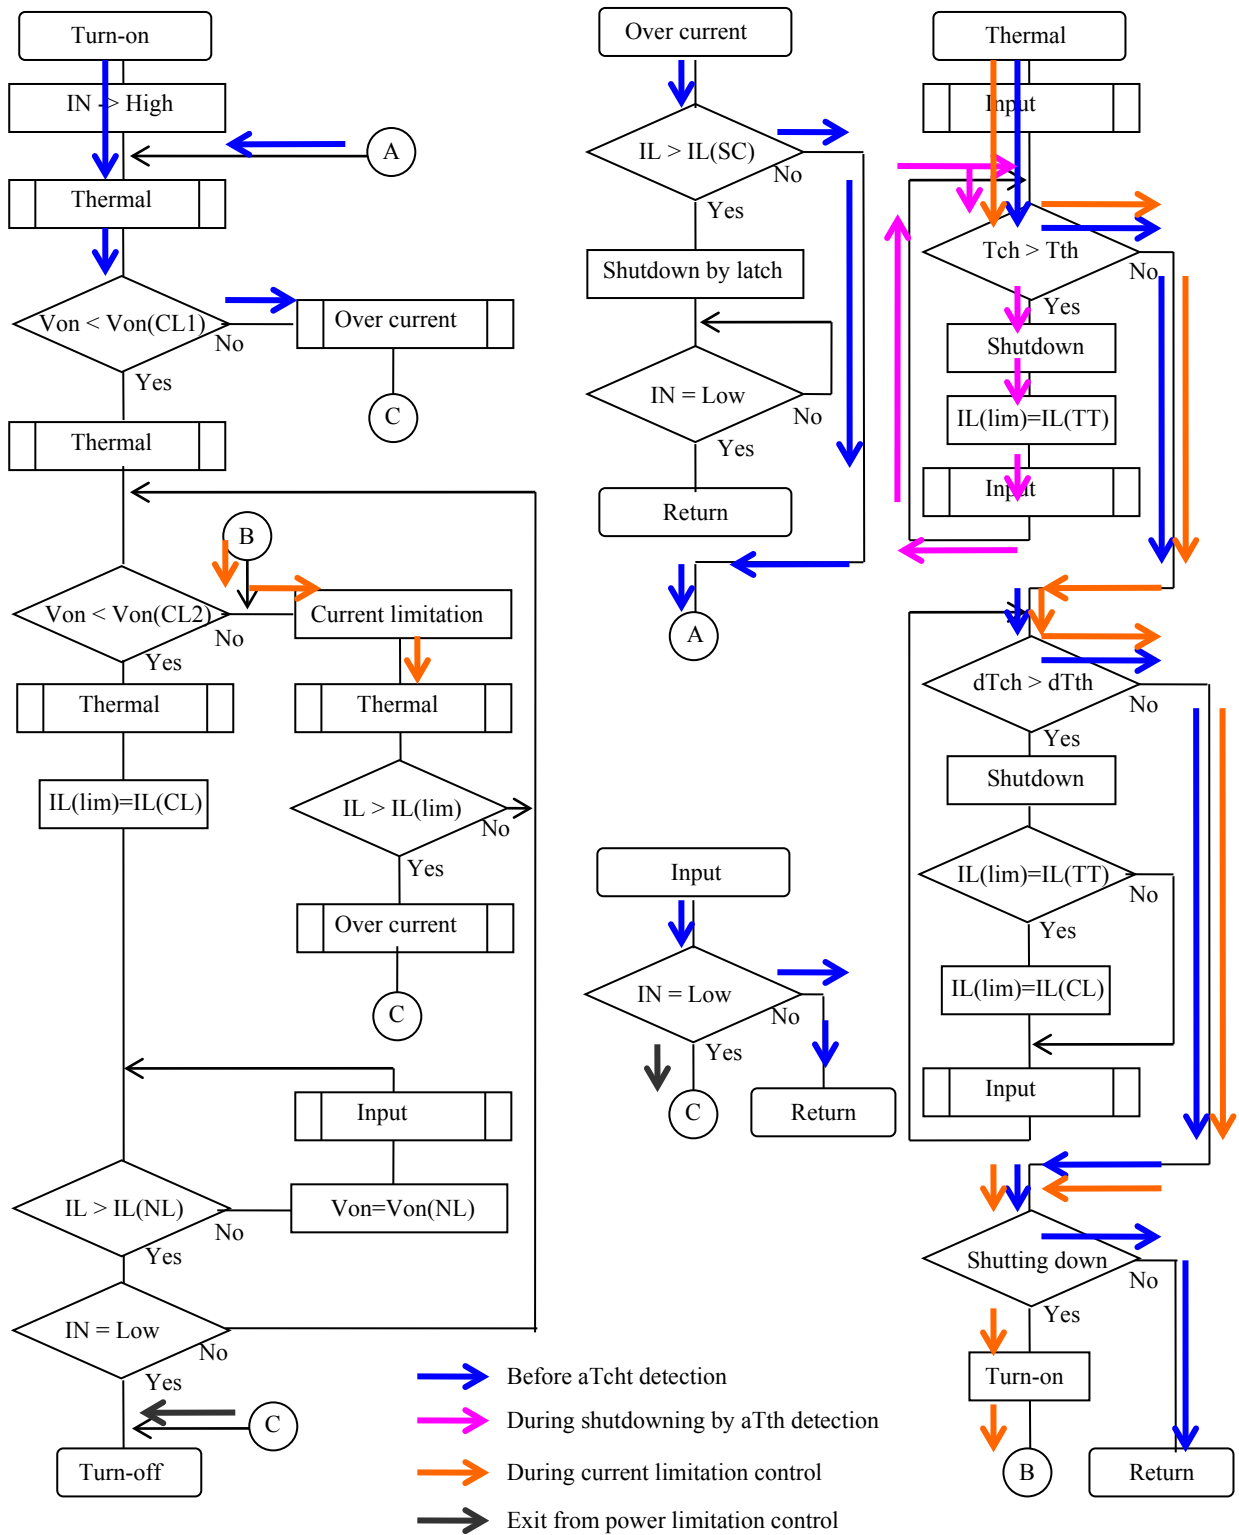 Turn-on
IN -> High
A
Thermal
Von < Von(CL1)
No
Yes
Over current
C
Thermal
B
Von < Von(CL2)
No
Yes
Current limitation
Thermal
Thermal
IL(lim)=IL(CL)
IL > IL(lim)
No
Yes
Over current
C
Input
IL > IL(NL)
No
Yes
Von=Von(NL)
IN = Low
No
Yes
C
Turn-off
Over current
IL > IL(SC)
No
Yes
Shutdown by latch
IN = Low
No
Yes
Return
A
Input
IN = Low
No
Yes
C
Return
Thermal
Input
Tch > Tth
No
Yes
Shutdown
IL(lim)=IL(TT)
Input
dTch > dTth
No
Yes
Shutdown
IL(lim)=IL(TT)
No
Yes
IL(lim)=IL(CL)
Input
Shutting down
No
Yes
Turn-on
B
Return
Before aTcht detection
During shutdowning by aTth detection
During current limitation control
Exit from power limitation control